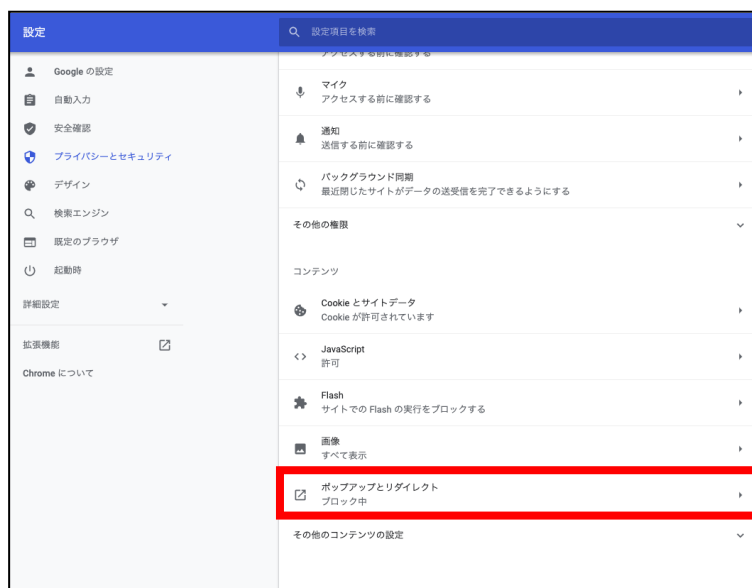 設定
設定項目を検索
Google の設定
自動入力
安全確認
プライバシーとセキュリティ
デザイン
検索エンジン
既定のブラウザ
起動時
詳細設定
拡張機能
Chrome について
アクセスする前に確認する
マイク
アクセスする前に確認する
通知
送信する前に確認する
バックグラウンド同期
最近閉じたサイトがデータの送受信を完了できるようにする
その他の権限
コンテンツ
Cookie とサイトデータ
Cookie が許可されています
JavaScript
許可
Flash
サイトでの Flash の実行をブロックする
画像
すべて表示
ポップアップとリダイレクト
ブロック中
その他のコンテンツの設定